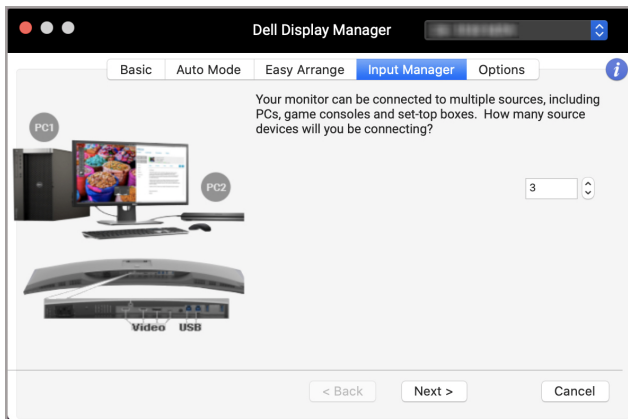 Dell Display Manager
Basic Auto Mode Easy Arrange Input Manager Options
Your monitor can be connected to multiple sources, including
PCs, game consoles and set-top boxes. How many source
devices will you be connecting?
PC1
PC2
3
Video USB
< Back Next > Cancel